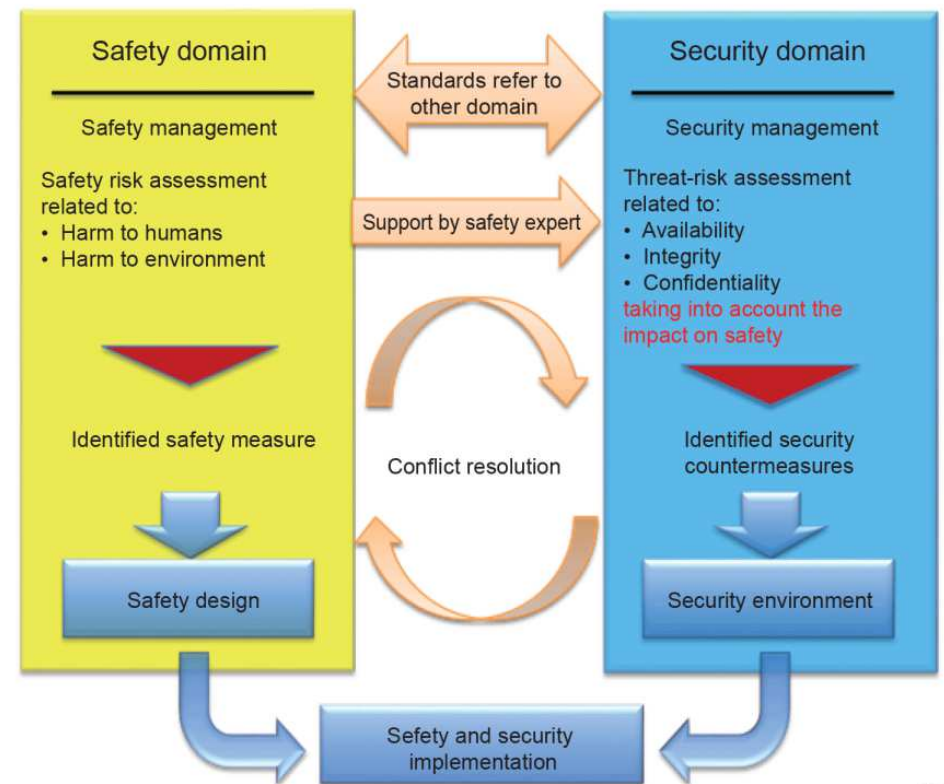 Safety domain
Safety management
Safety risk assessment
related to:
• Harm to humans
• Harm to environment
Identified safety measure
Safety design
Standards refer to
other domain
Support by safety expert
Conflict resolution
Security domain
Security management
Threat-risk assessment
related to:
• Availability
• Integrity
• Confidentiality
taking into account the
impact on safety
Identified security
countermeasures
Security environment
Sefety and security
implementation